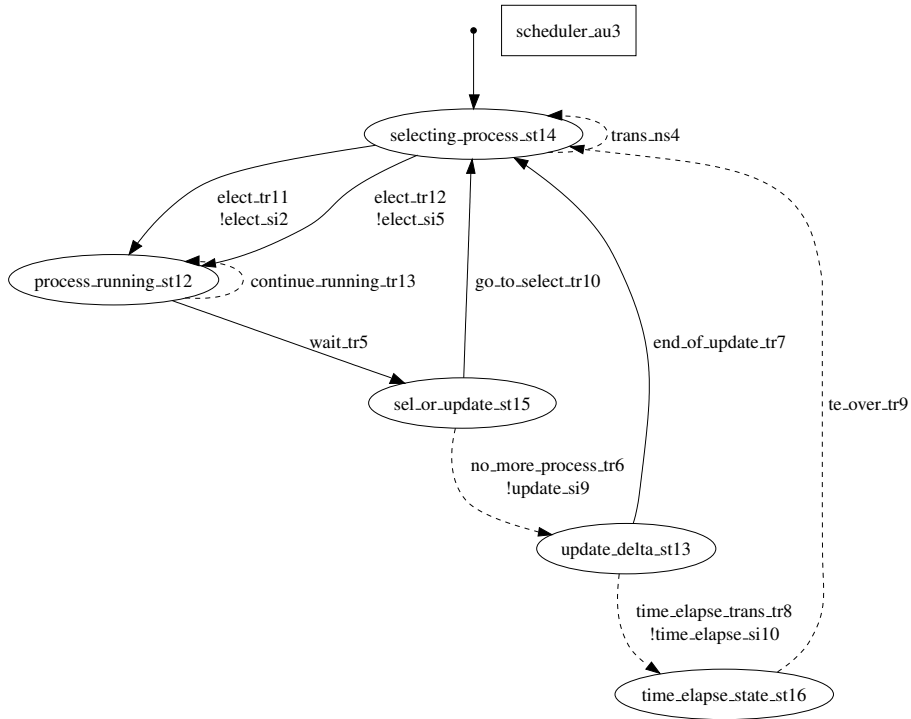 scheduler_au3
selecting_process_st14
trans_ns4
elect_tr11
!elect_si2
elect_tr12
!elect_si5
process_running_st12
continue_running_tr13
go_to_select_tr10
wait_tr5
end_of_update_tr7
sel_or_update_st15
te_over_tr9
no_more_process_tr6
!update_si9
update_delta_st13
time_elapse_trans_tr8
!time_elapse_si10
time_elapse_state_st16